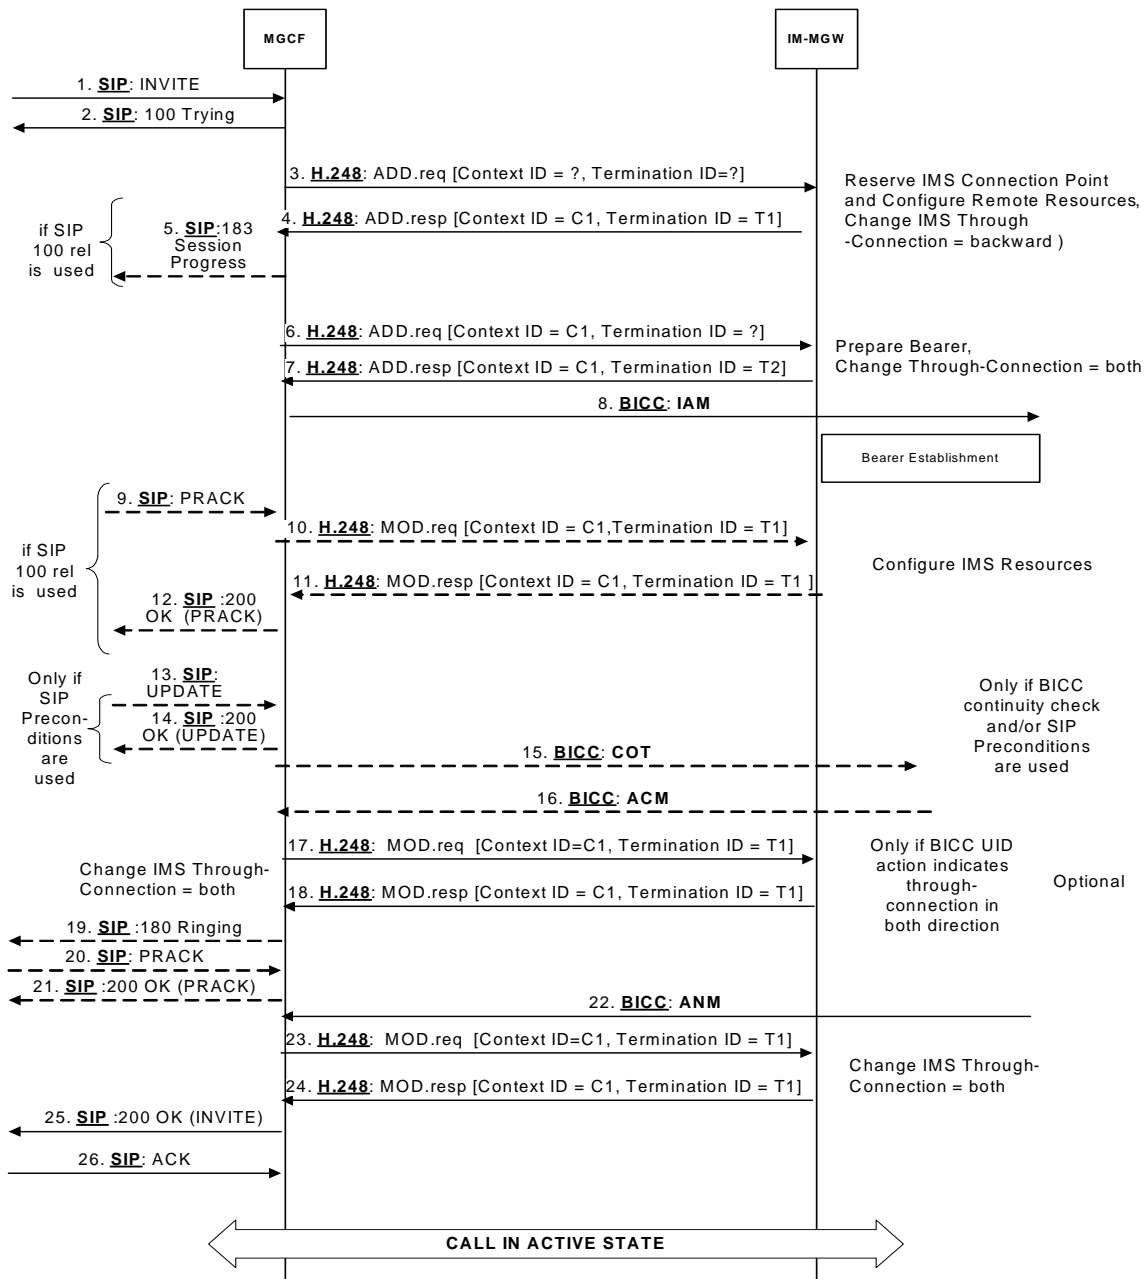 MGCF
IM-MGW
1. SIP: INVITE
2. SIP: 100 Trying
3. H.248: ADD.req [Context ID = ?, Termination ID=?]
Reserve IMS Connection Point
and Configure Remote Resources,
Change IMS Through
-Connection = backward )
4. H.248: ADD.resp [Context ID = C1, Termination ID = T1]
if SIP
100 rel
is used
5. SIP:183
Session
Progress
6. H.248: ADD.req [Context ID = C1, Termination ID = ?]
Prepare Bearer,
Change Through-Connection = both
7. H.248: ADD.resp [Context ID = C1, Termination ID = T2]
8. BICC: IAM
Bearer Establishment
9. SIP: PRACK
10. H.248: MOD.req [Context ID = C1,Termination ID = T1]
if SIP
100 rel
is used
Configure IMS Resources
11. H.248: MOD.resp [Context ID = C1, Termination ID = T1 ]
12. SIP :200
OK (PRACK)
Only if
SIP
Precon-
ditions
are
used
13. SIP:
UPDATE
14. SIP :200
OK (UPDATE)
Only if BICC
continuity check
and/or SIP
Preconditions
are used
15. BICC: COT
16. BICC: ACM
17. H.248: MOD.req [Context ID=C1, Termination ID = T1]
Change IMS Through-
Connection = both
Only if BICC UID
action indicates
through-
connection in
both direction
Optional
18. H.248: MOD.resp [Context ID = C1, Termination ID = T1]
19. SIP :180 Ringing
20. SIP: PRACK
21. SIP :200 OK (PRACK)
22. BICC: ANM
23. H.248: MOD.req [Context ID=C1, Termination ID = T1]
Change IMS Through-
Connection = both
24. H.248: MOD.resp [Context ID = C1, Termination ID = T1]
25. SIP :200 OK (INVITE)
26. SIP: ACK
CALL IN ACTIVE STATE